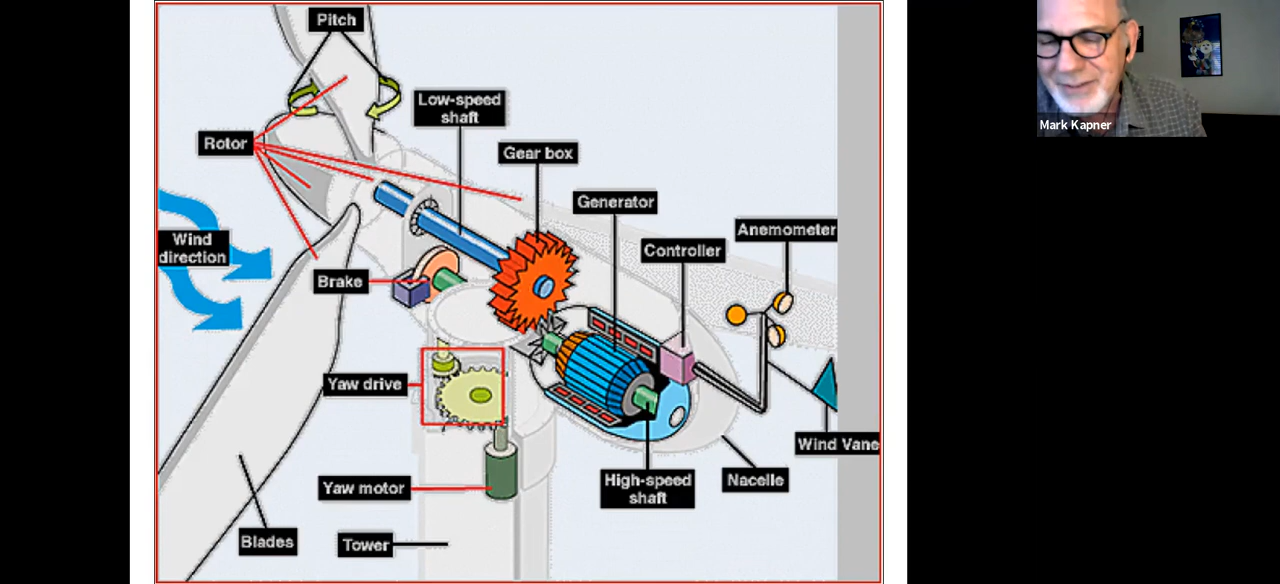 Pitch
Low-speed
shaft
Rotor
Gear box
Generator
Anemometer
Wind
direction
Controller
Brake
Yaw drive
Wind Vane
High-speed
shaft
Nacelle
Yaw motor
Blades
Tower
Mark Kapner